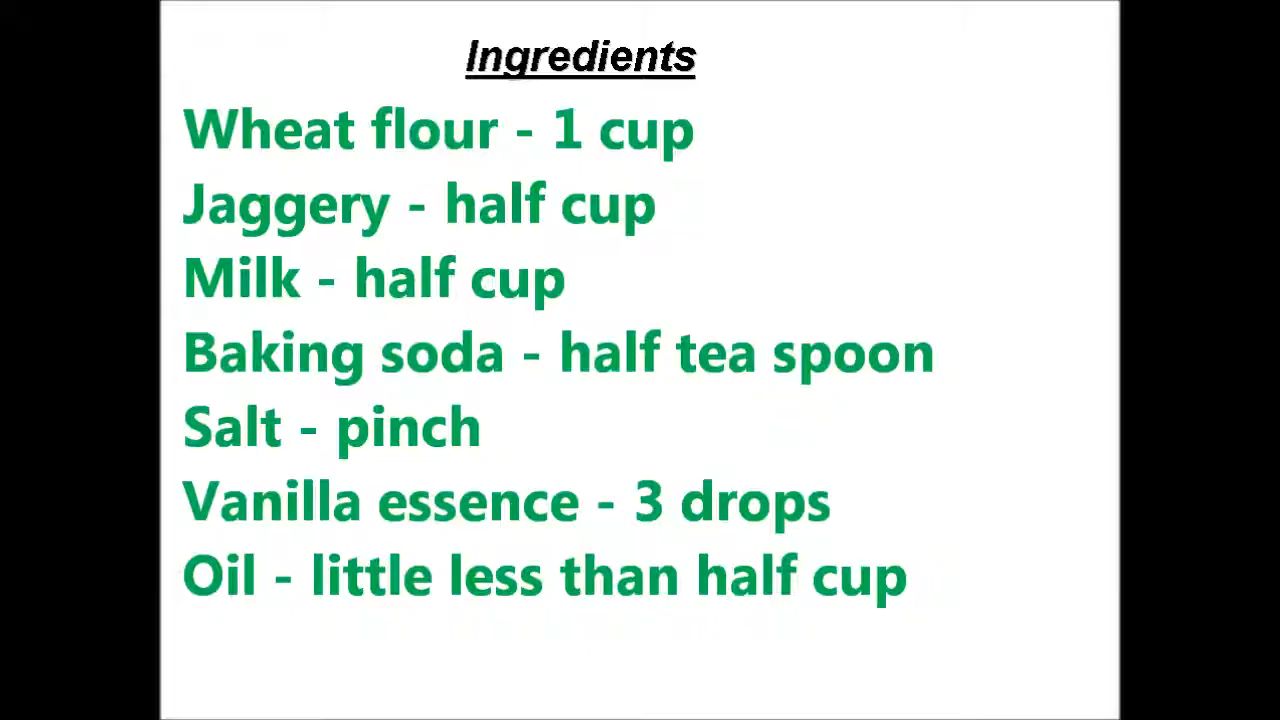 Ingredients
Wheat flour - 1 cup
Jaggery - half cup
Milk - half cup
Baking soda - half tea spoon
Salt - pinch
Vanilla essence - 3 drops
Oil - little less than half cup